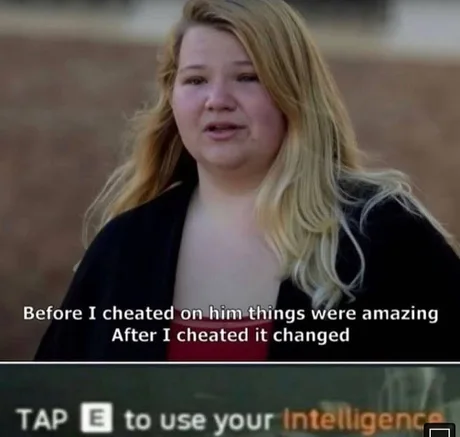 Before I cheated on him things were amazing
After I cheated it changed
TAP E to use your Intelligence